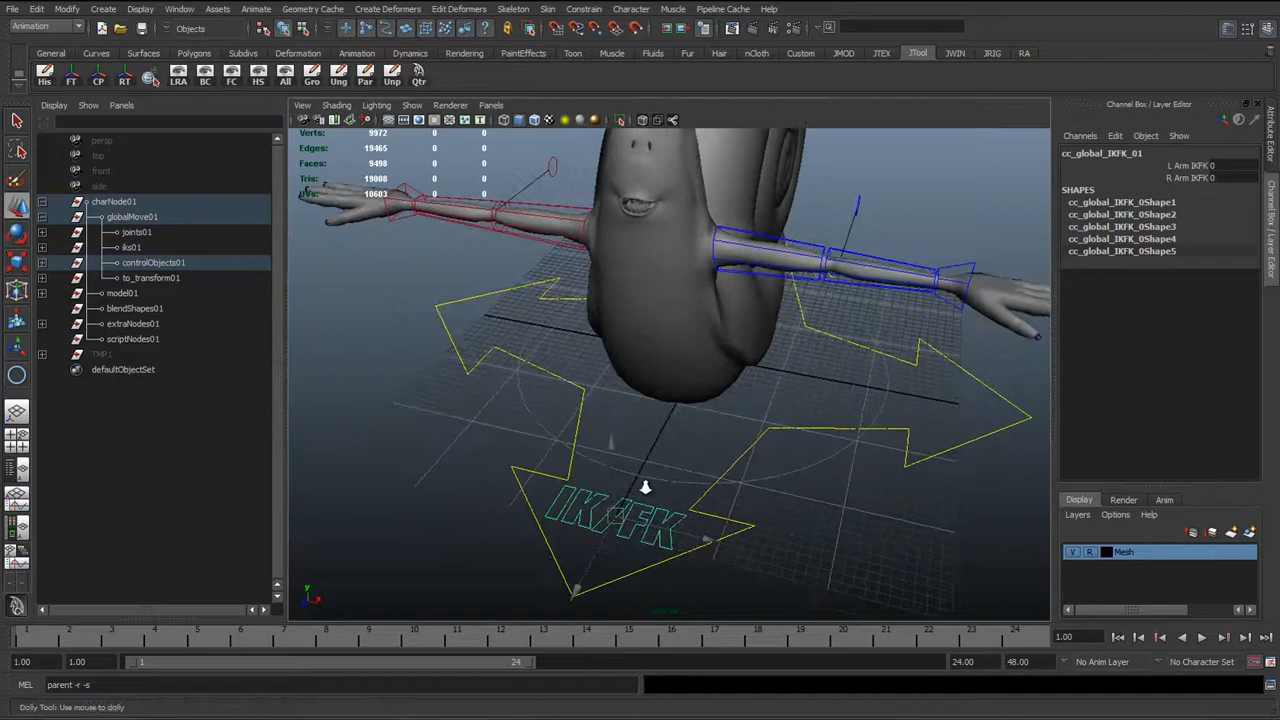 File Edit Modify Create Display Window Assets Animate Geometry Cache Create Deformers Edit Deformers Skeleton Skin Constrain Character Muscle Pipeline Cache Help
Animation Objects
General Curves Surfaces Polygons Subdivs Deformation Animation Dynamics Rendering PaintEffects Toon Muscle Fluids Fur Hair nCloth Custom JMOD JTEX JTool JWIN JRIG RA
His FT CP RT LRA BC FC HS All Gro Ung Par Unp Qtr
Display Show Panels
persp
top
front
side
charNode01
globalMove01
joints01
iks01
controlObjects01
to_transform01
model01
blendShapes01
extraNodes01
scriptNodes01
TMP1
defaultObjectSet
View Shading Lighting Show Renderer Panels
Verts: 9972 0 0
Edges: 19465 0 0
Faces: 9498 0 0
Tris: 19008 0 0
UVs: 10603 0 0
IK/FK
y
x
Channel Box / Layer Editor
Channels Edit Object Show
cc_global_IKFK_01
L Arm IKFK 0
R Arm IKFK 0
SHAPES
cc_global_IKFK_0Shape1
cc_global_IKFK_0Shape2
cc_global_IKFK_0Shape3
cc_global_IKFK_0Shape4
cc_global_IKFK_0Shape5
Attribute Editor
Channel Box / Layer Editor
Display Render Anim
Layers Options Help
V R Mesh
1 2 3 4 5 6 7 8 9 10 11 12 13 14 15 16 17 18 19 20 21 22 23 24 1.00
1.00 1.00 1 24 24.00 48.00 No Anim Layer No Character Set
MEL parent -r -s
Dolly Tool: Use mouse to dolly